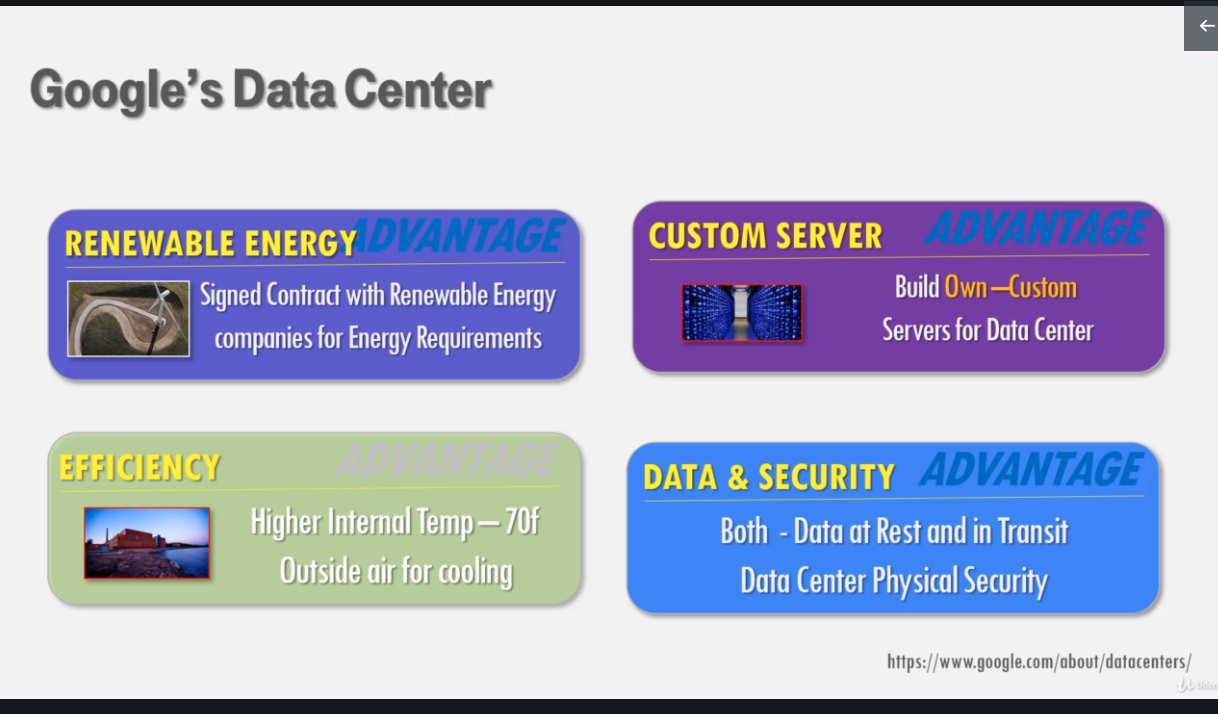 Google's Data Center
RENEWABLE ENERGY ADVANTAGE
Signed Contract with Renewable Energy
companies for Energy Requirements
CUSTOM SERVER ADVANTAGE
Build Own –Custom
Servers for Data Center
EFFICIENCY ADVANTAGE
Higher Internal Temp – 70f
Outside air for cooling
DATA & SECURITY ADVANTAGE
Both - Data at Rest and in Transit
Data Center Physical Security
https://www.google.com/about/datacenters/